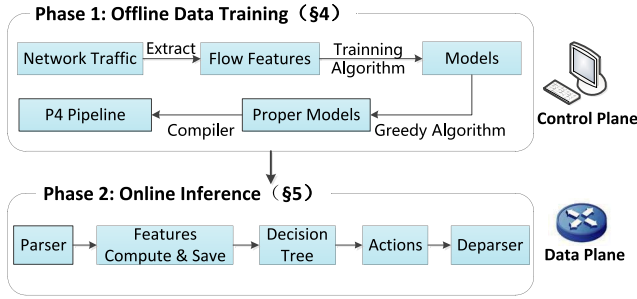 Phase 1: Offline Data Training（§4）
Network Traffic
Extract
Flow Features
Trainning
Algorithm
Models
P4 Pipeline
Compiler
Proper Models
Greedy Algorithm
Control Plane
Phase 2: Online Inference（§5）
Parser
Features
Compute & Save
Decision
Tree
Actions
Deparser
Data Plane